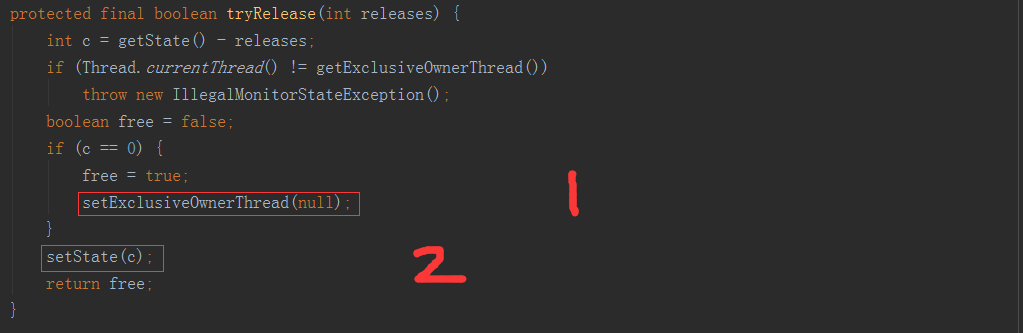 protected final boolean tryRelease(int releases) {
int c = getState() - releases;
if (Thread.currentThread() != getExclusiveOwnerThread())
throw new IllegalMonitorStateException();
boolean free = false;
if (c == 0) {
free = true;
setExclusiveOwnerThread(null);
1
}
setState(c);
2
return free;
}